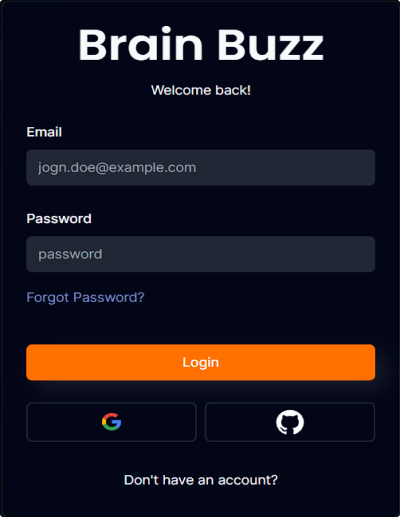 Brain Buzz
Welcome back!
Email
jogn.doe@example.com
Password
password
Forgot Password?
Login
Don't have an account?